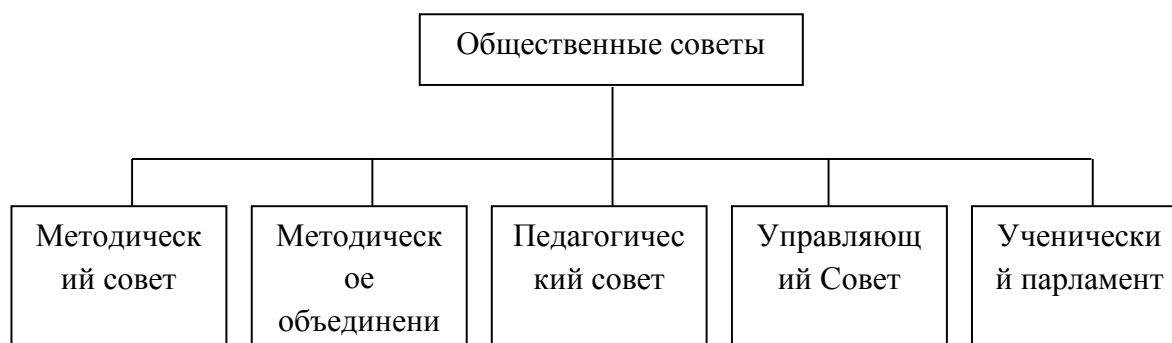 Общественные советы
Методическ
ий совет
Методическ
ое
объединени
Педагогичес
кий совет
Управляющ
ий Совет
Ученически
й парламент